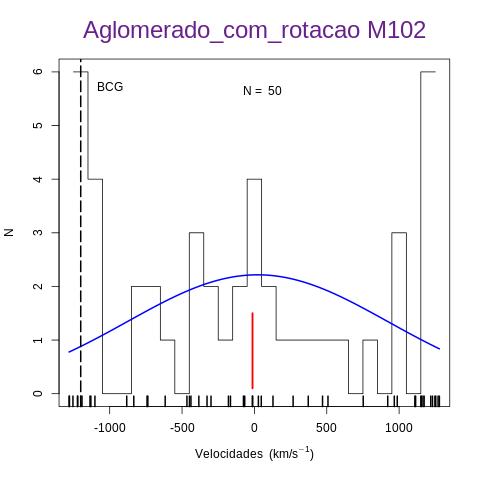 Aglomerado_com_rotacao M102
BCG
N = 50
N
6
5
4
3
2
1
0
-1000 -500 0 500 1000
Velocidades (km/s⁻¹)